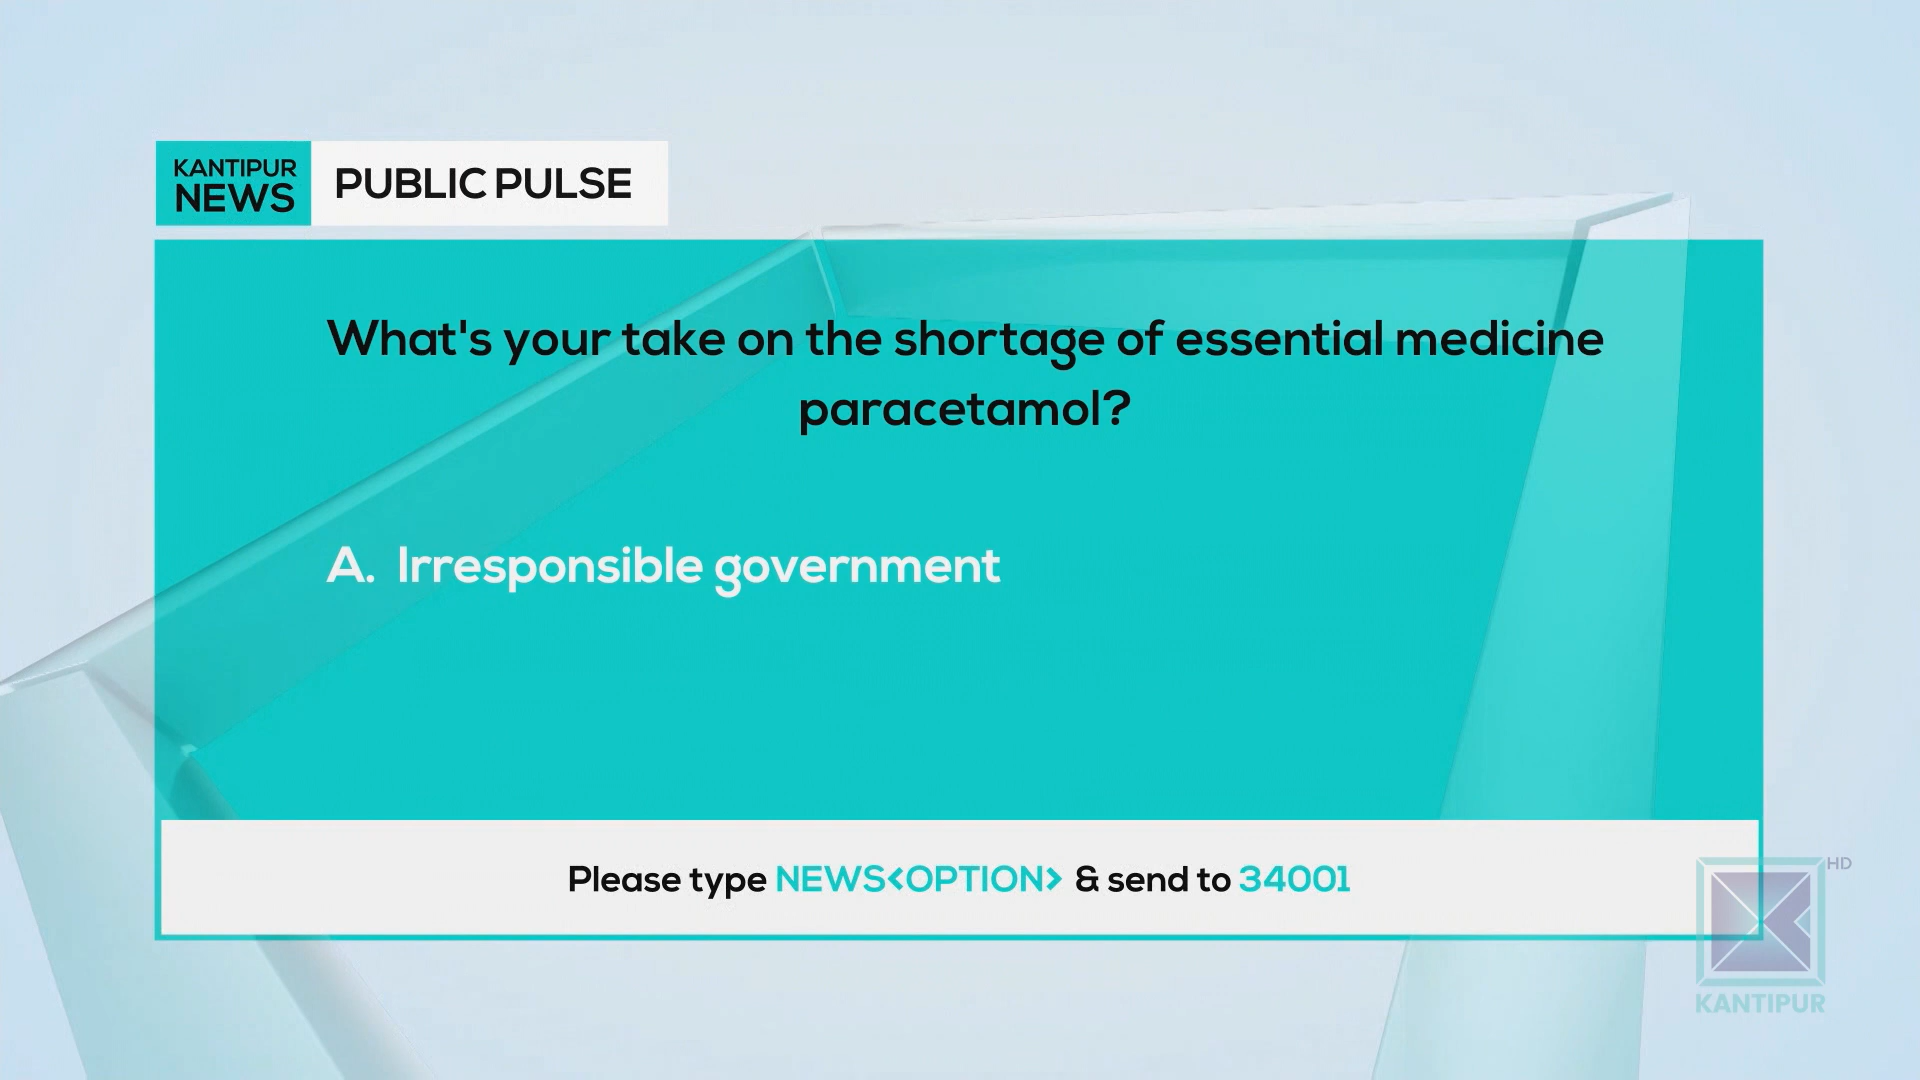 KANTIPUR
NEWS
PUBLIC PULSE
What's your take on the shortage of essential medicine
paracetamol?
A. Irresponsible government
Please type NEWS<OPTION> & send to 34001
HD
KANTIPUR